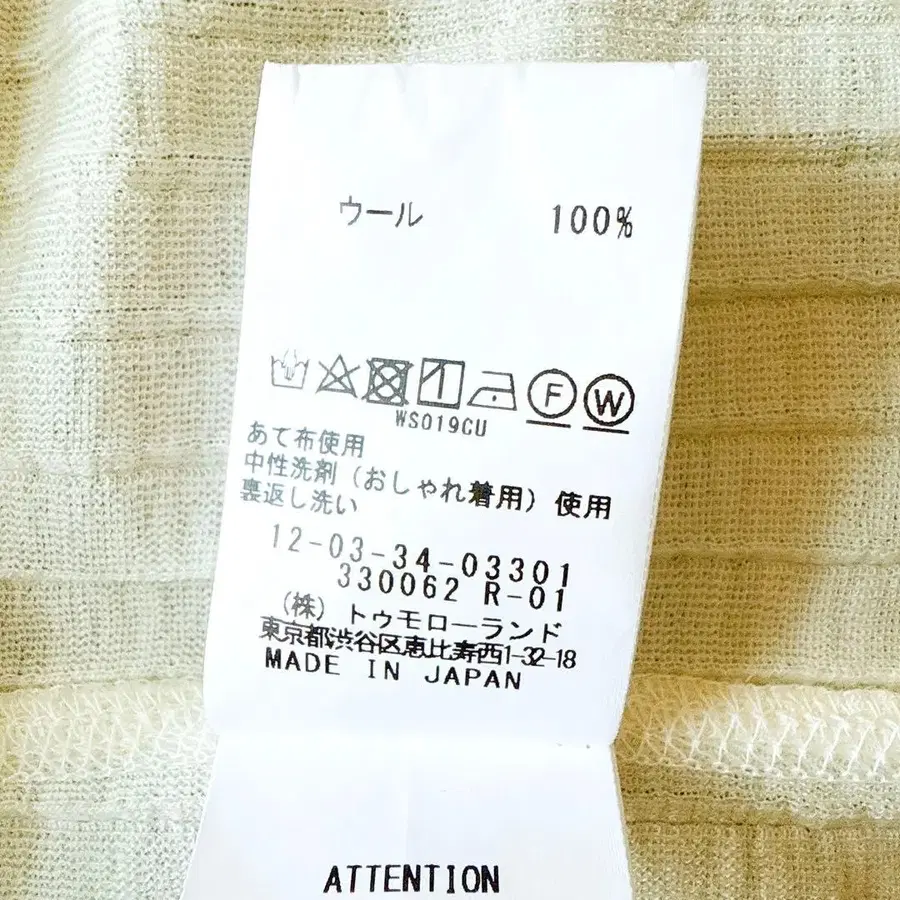 ウール 100%
F W
WS019CU
あて布使用
中性洗剤（おしゃれ着用）使用
裏返し洗い
12-03-34-03301
330062 R-01
（株）トゥモローランド
東京都渋谷区恵比寿西1-32-18
MADE IN JAPAN
ATTENTION